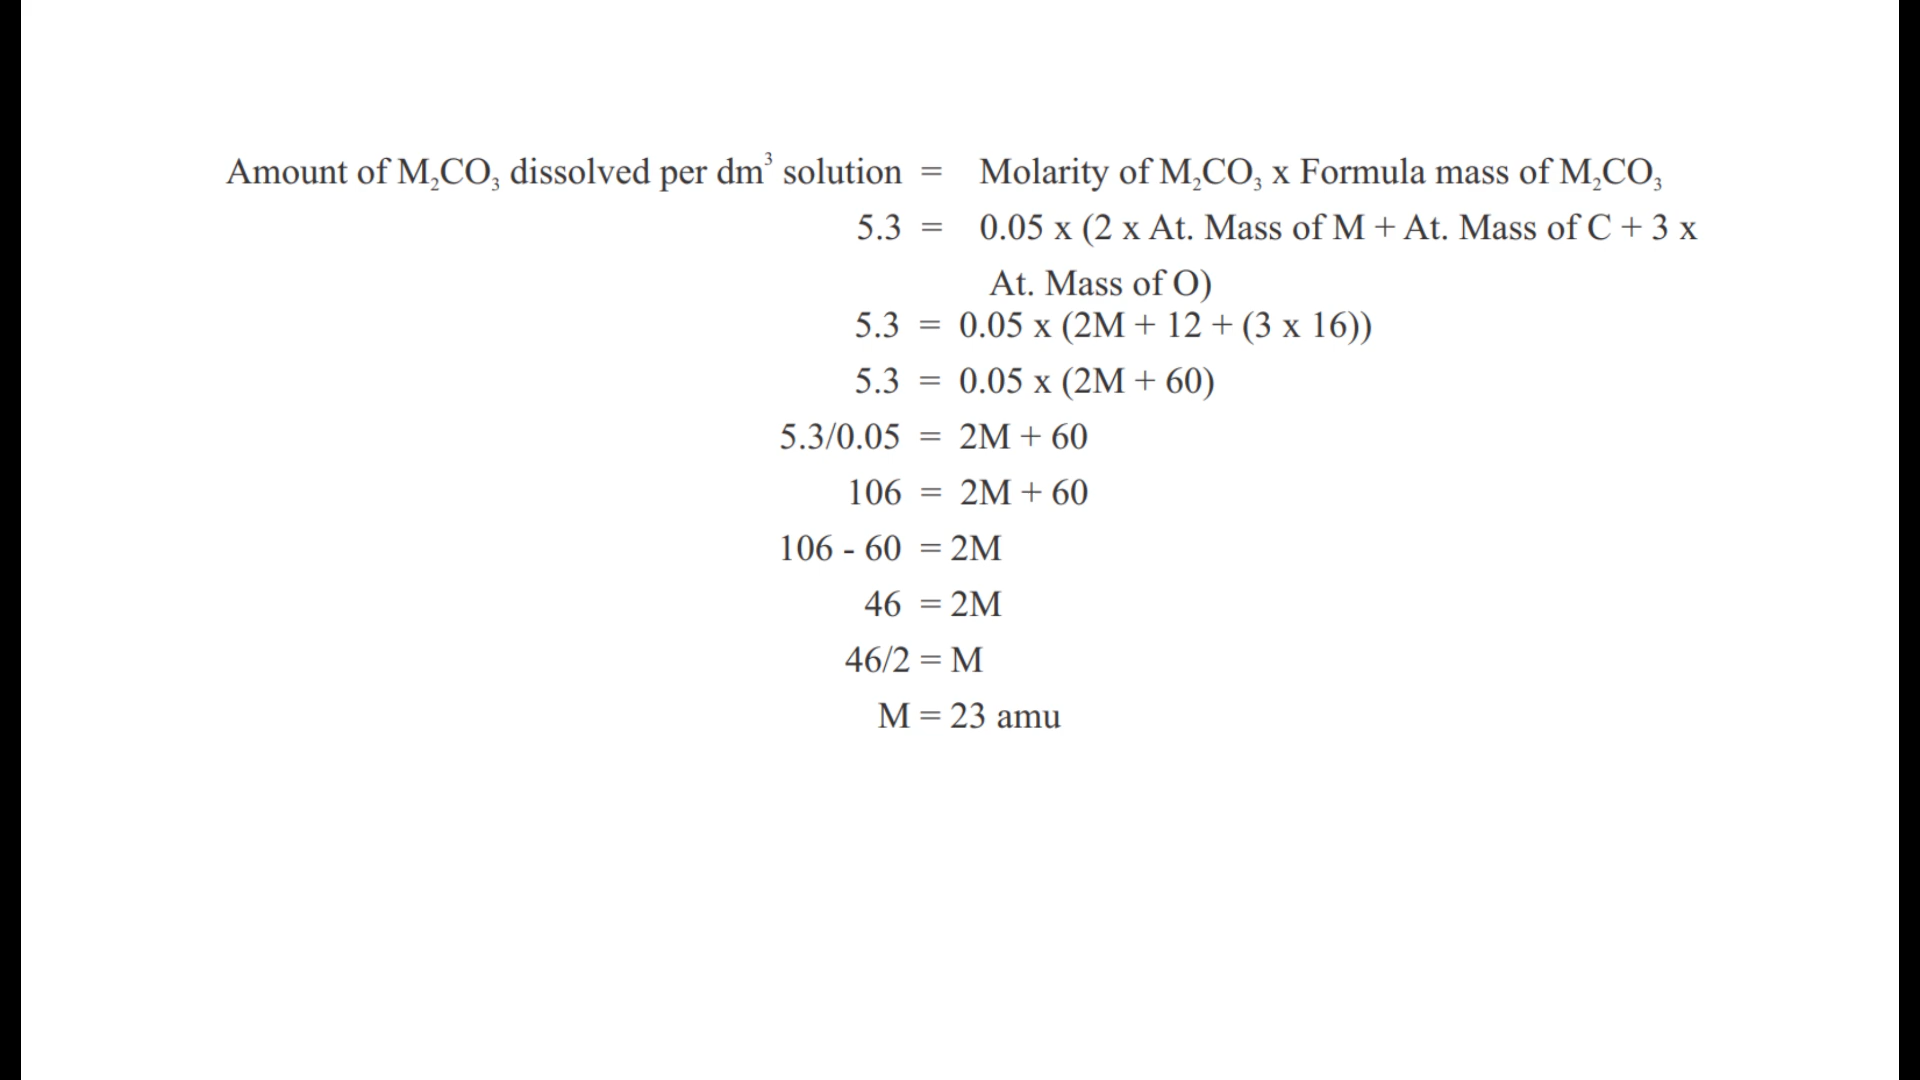 Amount of M₂CO₃ dissolved per dm³ solution = Molarity of M₂CO₃ x Formula mass of M₂CO₃
5.3 = 0.05 x (2 x At. Mass of M + At. Mass of C + 3 x
At. Mass of O)
5.3 = 0.05 x (2M + 12 + (3 x 16))
5.3 = 0.05 x (2M + 60)
5.3/0.05 = 2M + 60
106 = 2M + 60
106 - 60 = 2M
46 = 2M
46/2 = M
M = 23 amu